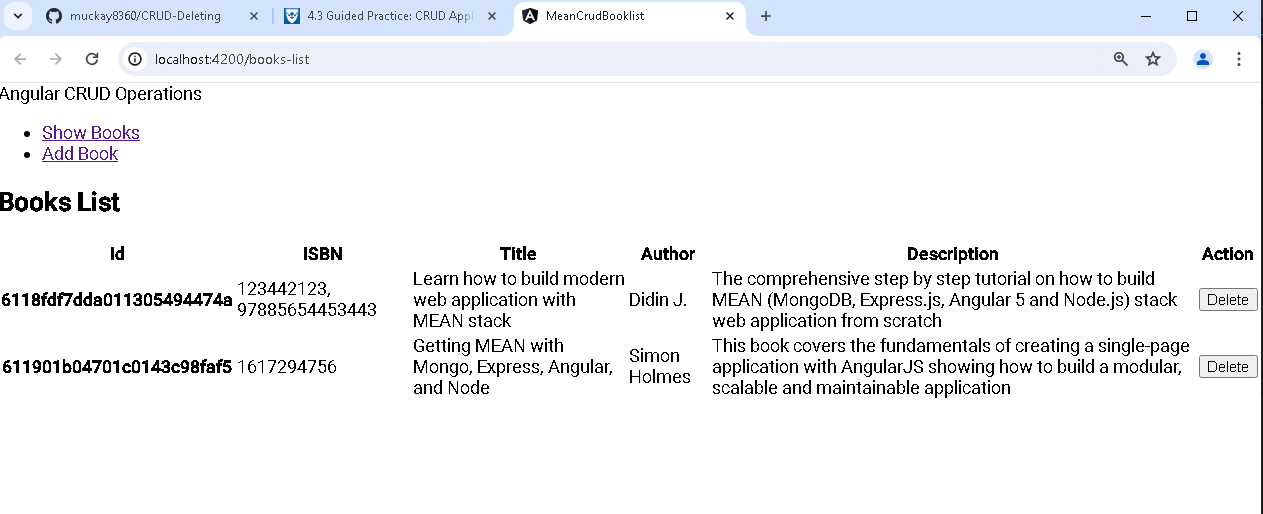 muckay8360/CRUD-Deleting
4.3 Guided Practice: CRUD Appl
MeanCrudBooklist
localhost:4200/books-list
Angular CRUD Operations
Show Books
Add Book
Books List
Id ISBN Title Author Description Action
6118fdf7dda011305494474a
123442123,
97885654453443
Learn how to build modern
web application with
MEAN stack
Didin J.
The comprehensive step by step tutorial on how to build
MEAN (MongoDB, Express.js, Angular 5 and Node.js) stack
web application from scratch
Delete
611901b04701c0143c98faf5
1617294756
Getting MEAN with
Mongo, Express, Angular,
and Node
Simon
Holmes
This book covers the fundamentals of creating a single-page
application with AngularJS showing how to build a modular,
scalable and maintainable application
Delete